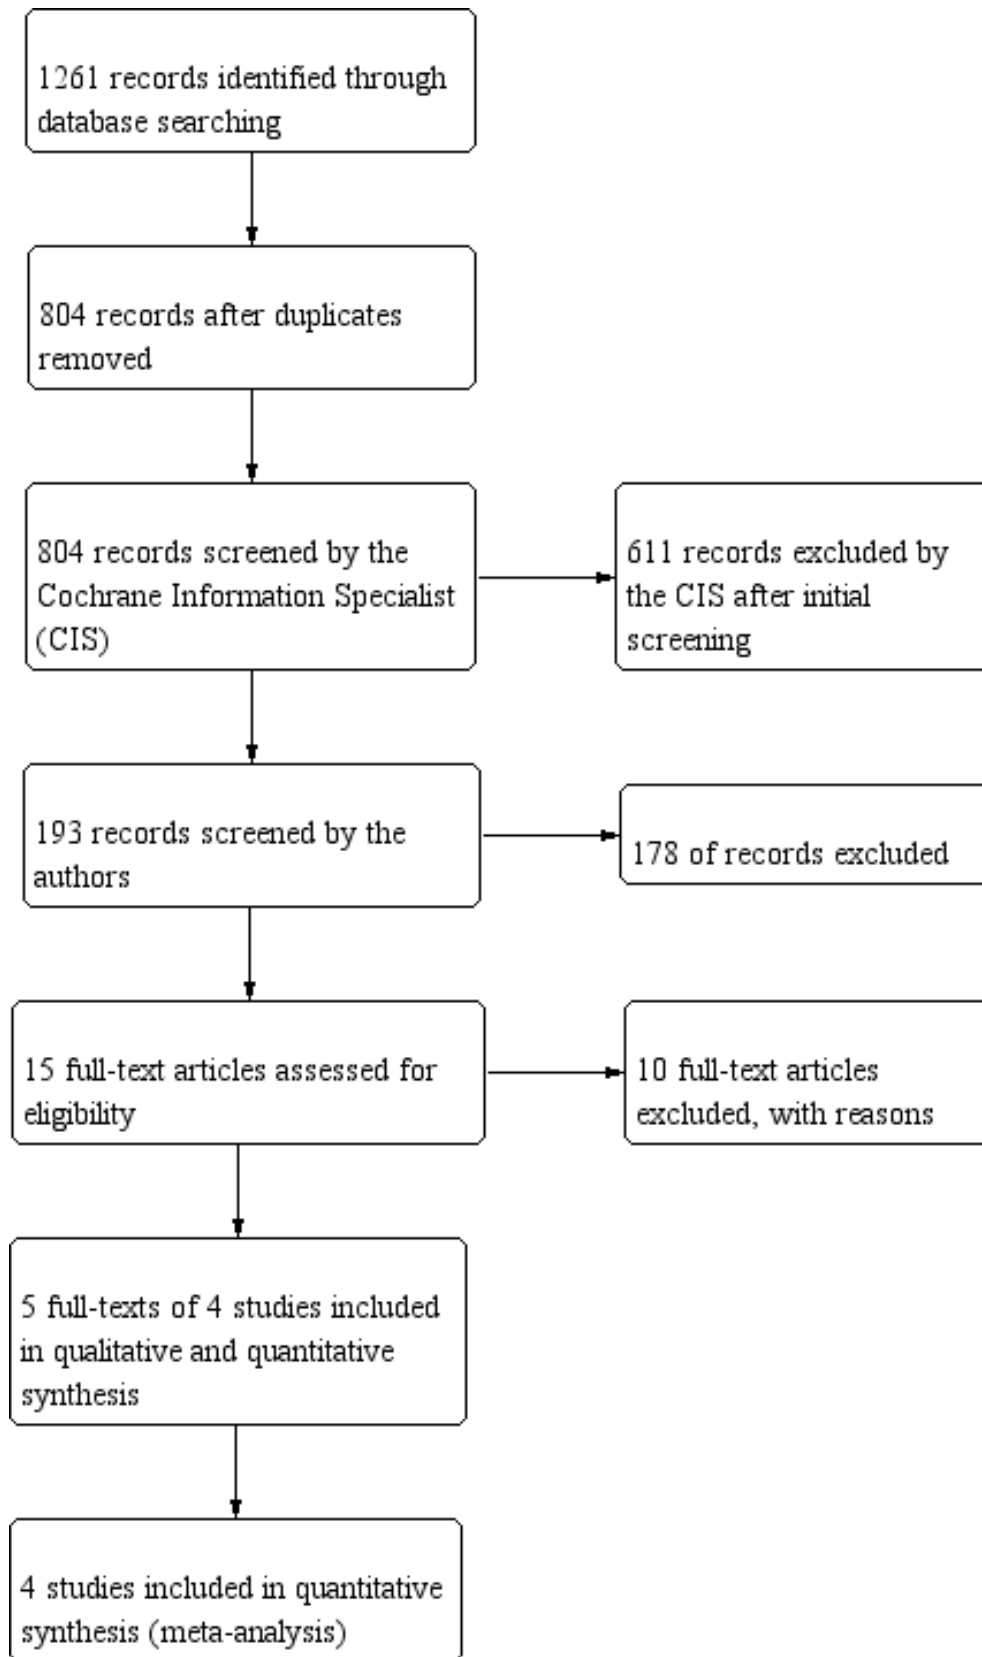 1261 records identified through
database searching
804 records after duplicates
removed
804 records screened by the
Cochrane Information Specialist
(CIS)
611 records excluded by
the CIS after initial
screening
193 records screened by the
authors
178 of records excluded
15 full-text articles assessed for
eligibility
10 full-text articles
excluded, with reasons
5 full-texts of 4 studies included
in qualitative and quantitative
synthesis
4 studies included in quantitative
synthesis (meta-analysis)